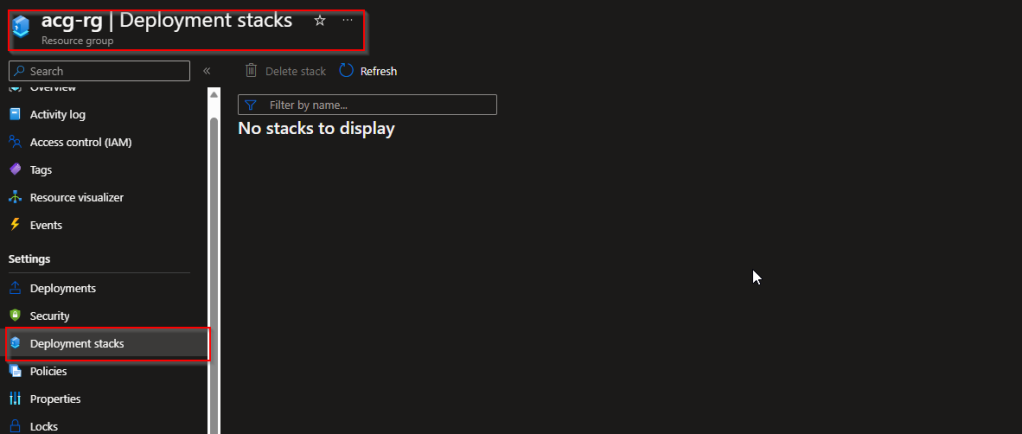 acg-rg | Deployment stacks
Resource group
Search
«
Delete stack
Refresh
Overview
Activity log
Access control (IAM)
Tags
Resource visualizer
Events
Settings
Deployments
Security
Deployment stacks
Policies
Properties
Locks
Filter by name...
No stacks to display